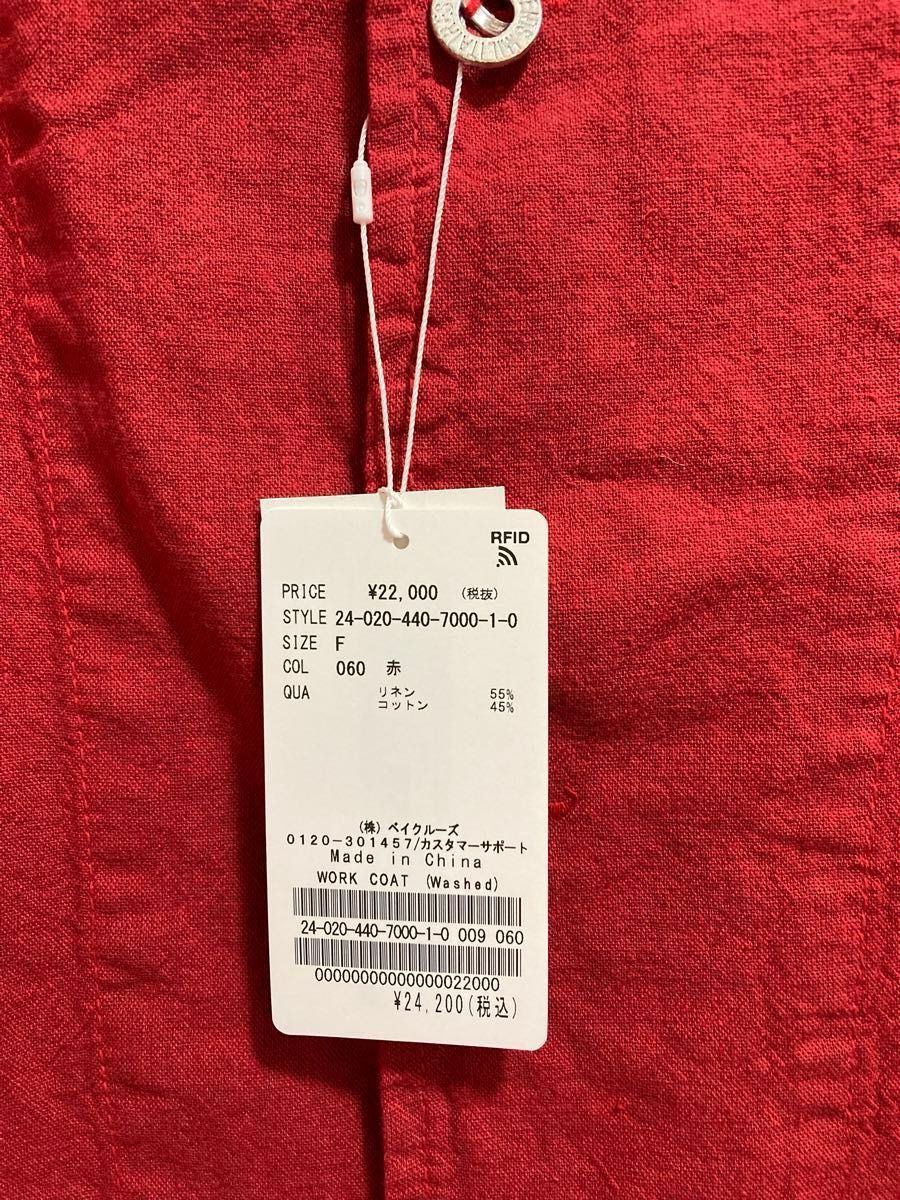 RFID
PRICE ¥22,000 (税抜)
STYLE 24-020-440-7000-1-0
SIZE F
COL 060 赤
QUA リネン 55%
コットン 45%
(株) ベイクルーズ
0120-301457/カスタマーサポート
Made in China
WORK COAT (Washed)
24-020-440-7000-1-0 009 060
00000000000000022000
¥24,200(税込)